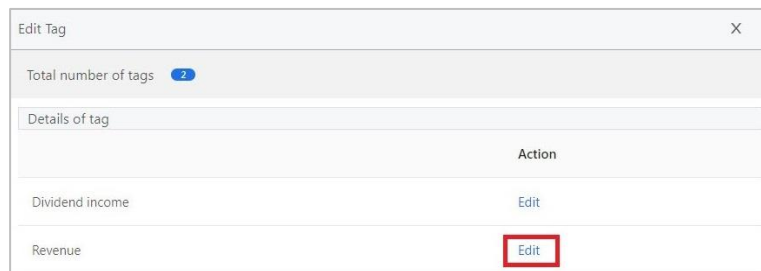 Edit Tag X
Total number of tags 2
Details of tag
Action
Dividend income Edit
Revenue Edit